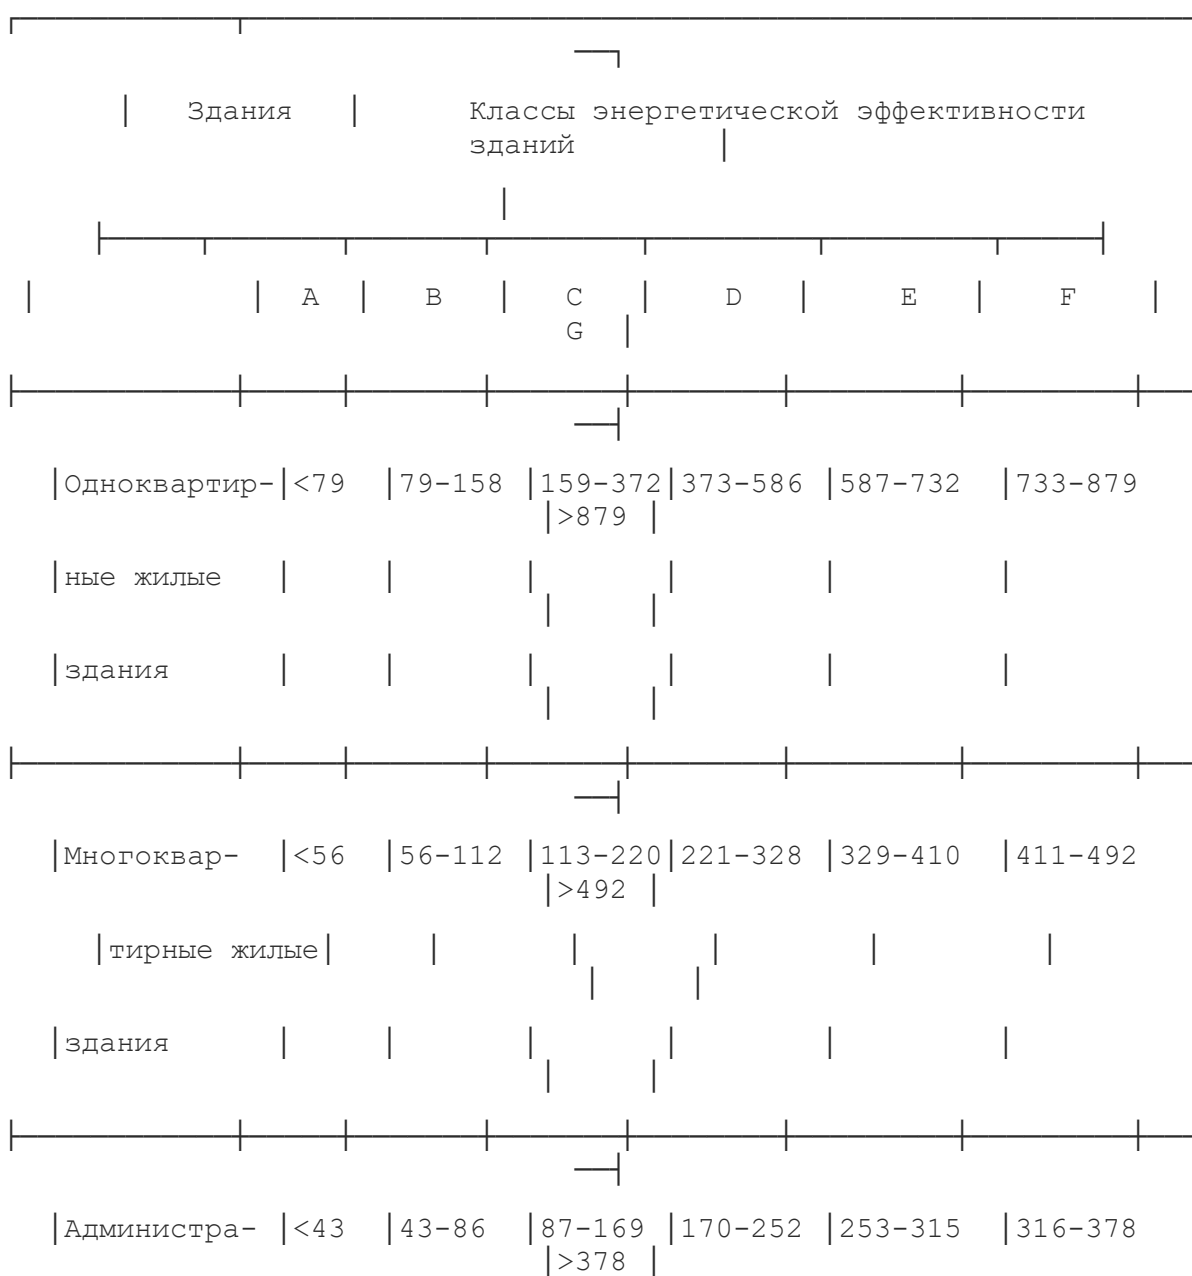 Здания Классы энергетической эффективности
зданий
A B C D E F
G
Одноквартир- <79 79-158 159-372 373-586 587-732 733-879
>879
ные жилые
здания
Многоквар- <56 56-112 113-220 221-328 329-410 411-492
>492
тирные жилые
здания
Администра- <43 43-86 87-169 170-252 253-315 316-378
>378